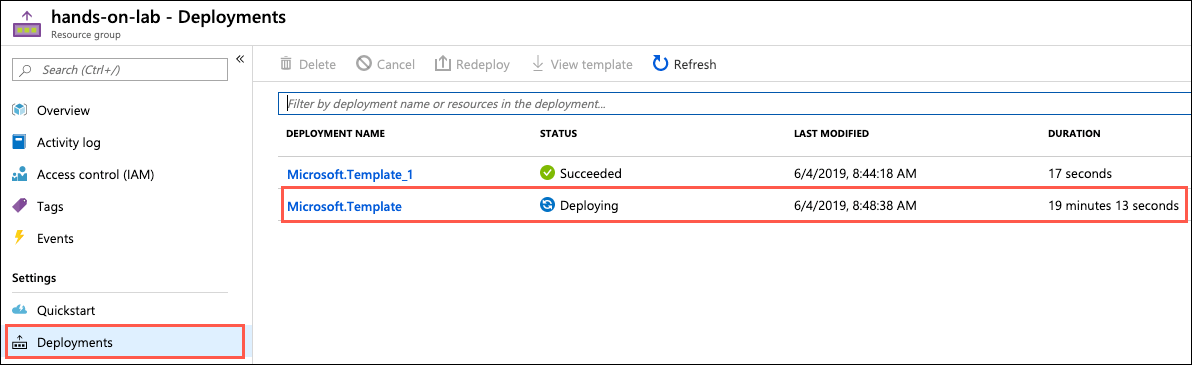 hands-on-lab - Deployments
Resource group
Search (Ctrl+/)
«
Overview
Activity log
Access control (IAM)
Tags
Events
Settings
Quickstart
Deployments
Delete Cancel Redeploy View template Refresh
Filter by deployment name or resources in the deployment...
DEPLOYMENT NAME STATUS LAST MODIFIED DURATION
Microsoft.Template_1 Succeeded 6/4/2019, 8:44:18 AM 17 seconds
Microsoft.Template Deploying 6/4/2019, 8:48:38 AM 19 minutes 13 seconds